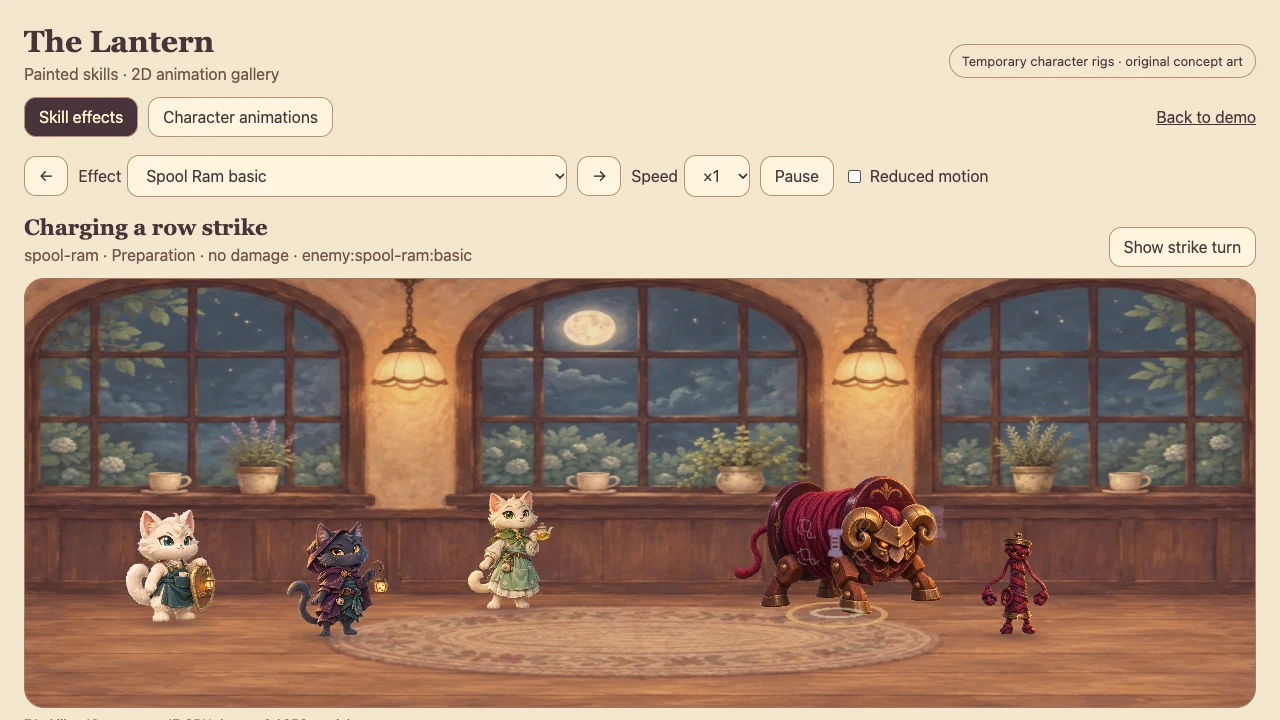 The Lantern
Painted skills · 2D animation gallery
Temporary character rigs · original concept art
Skill effects
Character animations
Back to demo
←
Effect
Spool Ram basic
→
Speed
×1
Pause
Reduced motion
Charging a row strike
spool-ram · Preparation · no damage · enemy:spool-ram:basic
Show strike turn